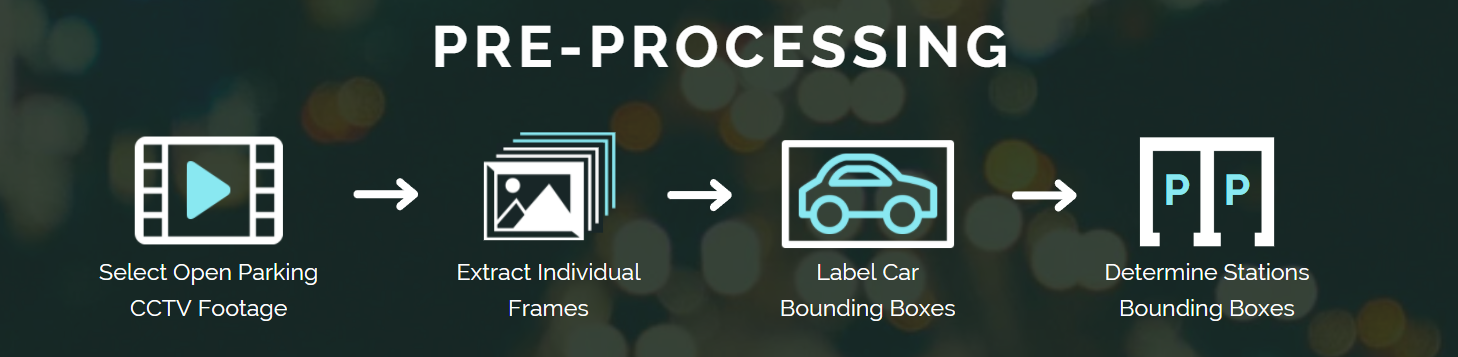 PRE-PROCESSING
P P
Select Open Parking
CCTV Footage
Extract Individual
Frames
Label Car
Bounding Boxes
Determine Stations
Bounding Boxes